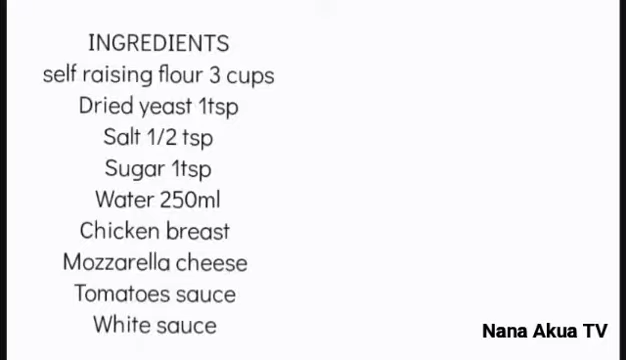 INGREDIENTS
self raising flour 3 cups
Dried yeast 1tsp
Salt 1/2 tsp
Sugar 1tsp
Water 250ml
Chicken breast
Mozzarella cheese
Tomatoes sauce
White sauce
Nana Akua TV